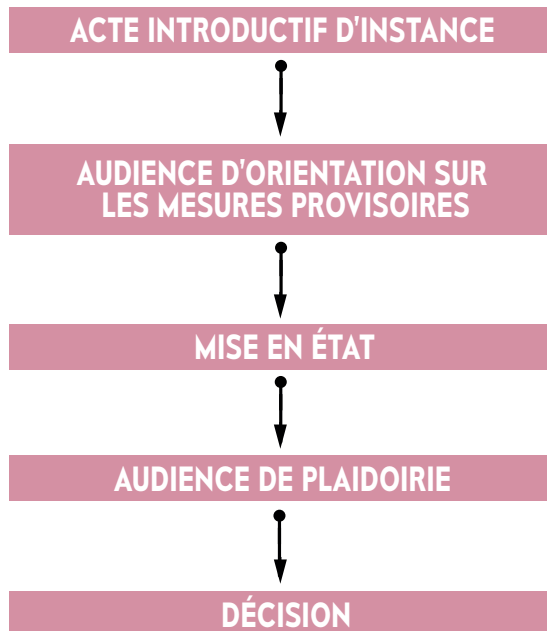 ACTE INTRODUCTIF D'INSTANCE
AUDIENCE D'ORIENTATION SUR
LES MESURES PROVISOIRES
MISE EN ÉTAT
AUDIENCE DE PLAIDOIRIE
DÉCISION